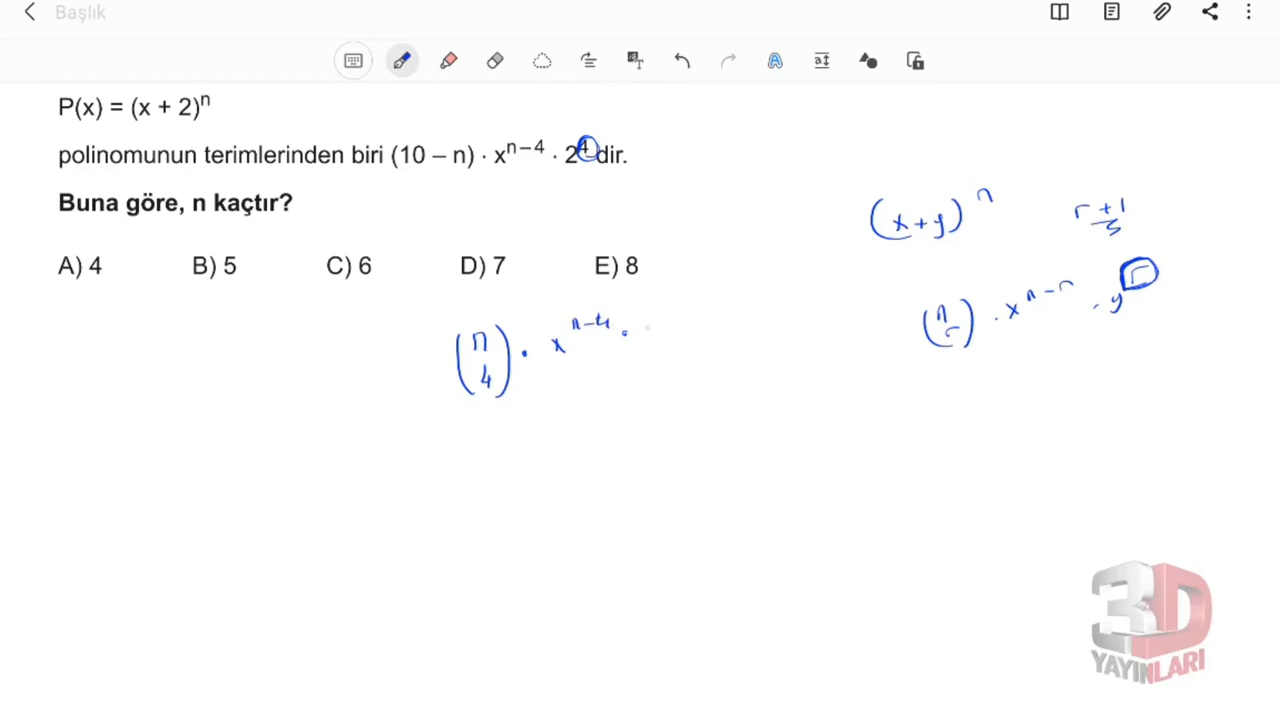 Başlık
P(x) = (x + 2)ⁿ
polinomunun terimlerinden biri (10 – n) · xⁿ⁻⁴ · 2⁴ dir.
Buna göre, n kaçtır?
A) 4 B) 5 C) 6 D) 7 E) 8
(x+y)ⁿ r+1
(n r) · xⁿ⁻ʳ · yʳ
(n 4) · xⁿ⁻⁴ ·
3D
YAYINLARI